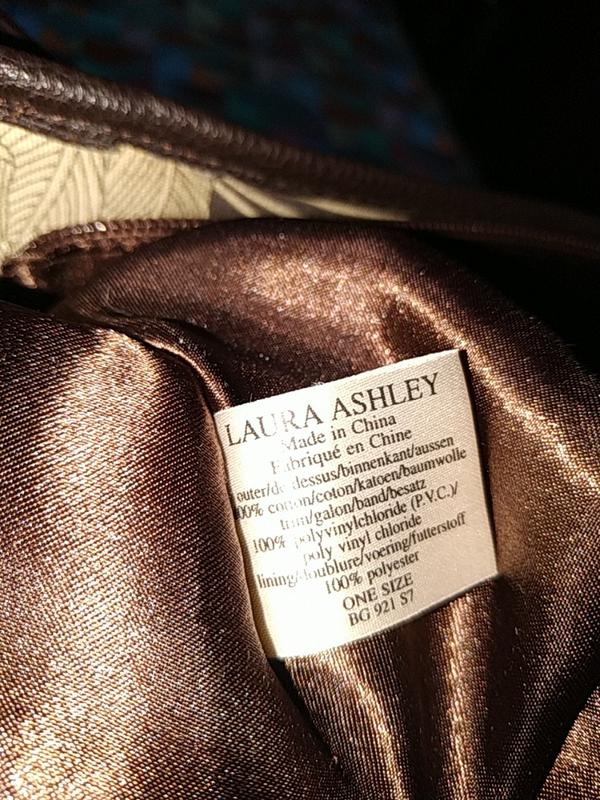 LAURA ASHLEY
Made in China
Fabriqué en Chine
outer/de dessus/binnenkant/aussen
100% cotton/coton/katoen/baumwolle
trim/galon/band/besatz
100% polyvinylchloride (P.V.C.)/
poly vinyl chloride
lining/doublure/voering/futterstoff
100% polyester
ONE SIZE
BG 921 S7